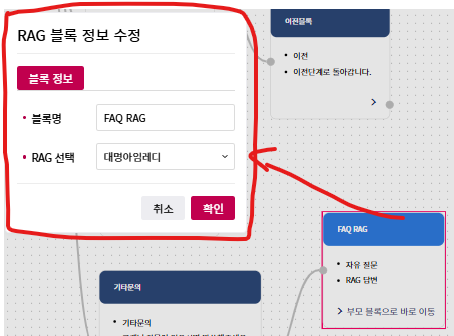 RAG 블록 정보 수정
블록 정보
블록명
FAQ RAG
RAG 선택
대명아임레디
취소
확인
이전블록
이전
이전단계로 돌아갑니다.
FAQ RAG
자유 질문
RAG 답변
부모 블록으로 바로 이동
기타문의
기타문의